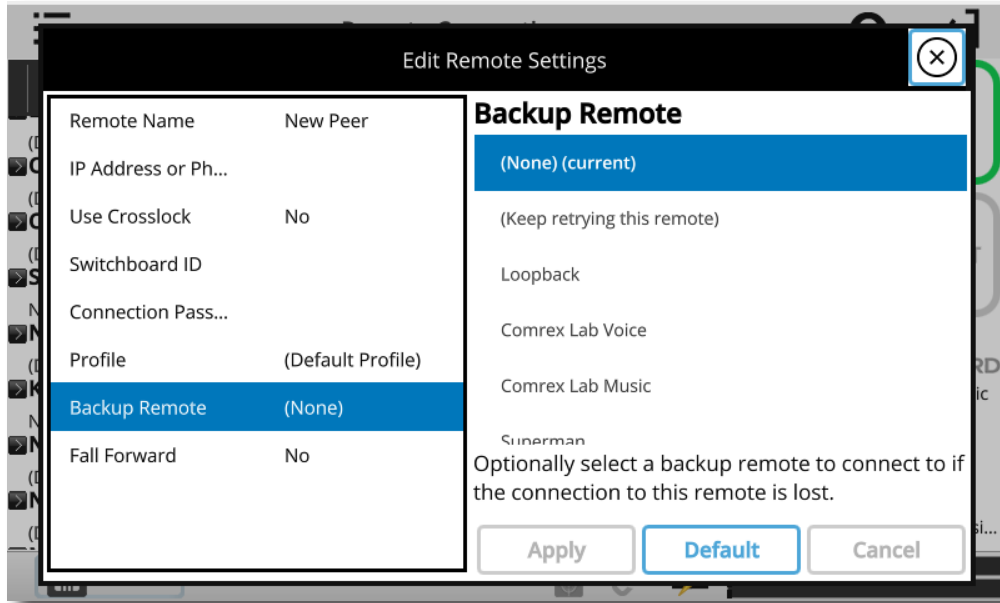 Edit Remote Settings
Remote Name New Peer
IP Address or Ph...
Use Crosslock No
Switchboard ID
Connection Pass...
Profile (Default Profile)
Backup Remote (None)
Fall Forward No
Backup Remote
(None) (current)
(Keep retrying this remote)
Loopback
Comrex Lab Voice
Comrex Lab Music
Superman
Optionally select a backup remote to connect to if
the connection to this remote is lost.
Apply Default Cancel